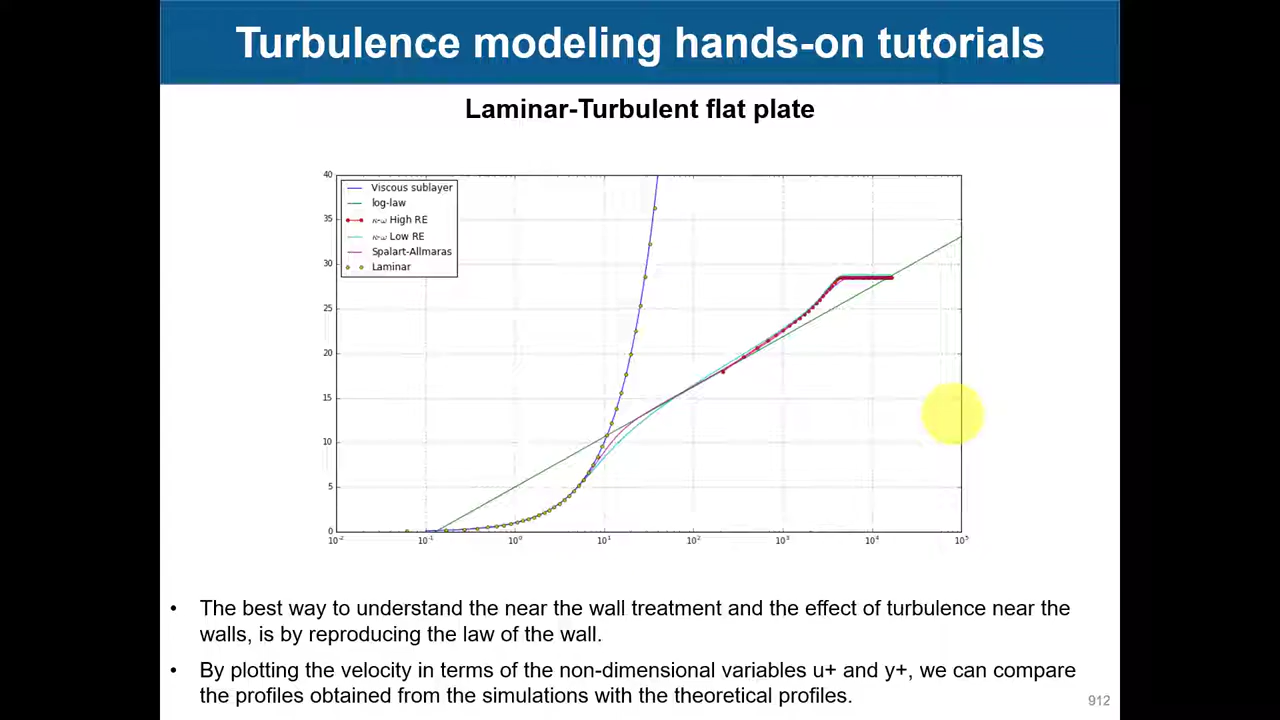 Turbulence modeling hands-on tutorials
Laminar-Turbulent flat plate
40
35
30
25
20
15
10
5
0
Viscous sublayer
log-law
κ-ω High RE
κ-ω Low RE
Spalart-Allmaras
Laminar
10⁻² 10⁻¹ 10⁰ 10¹ 10² 10³ 10⁴ 10⁵
• The best way to understand the near the wall treatment and the effect of turbulence near the
walls, is by reproducing the law of the wall.
• By plotting the velocity in terms of the non-dimensional variables u+ and y+, we can compare
the profiles obtained from the simulations with the theoretical profiles.
912